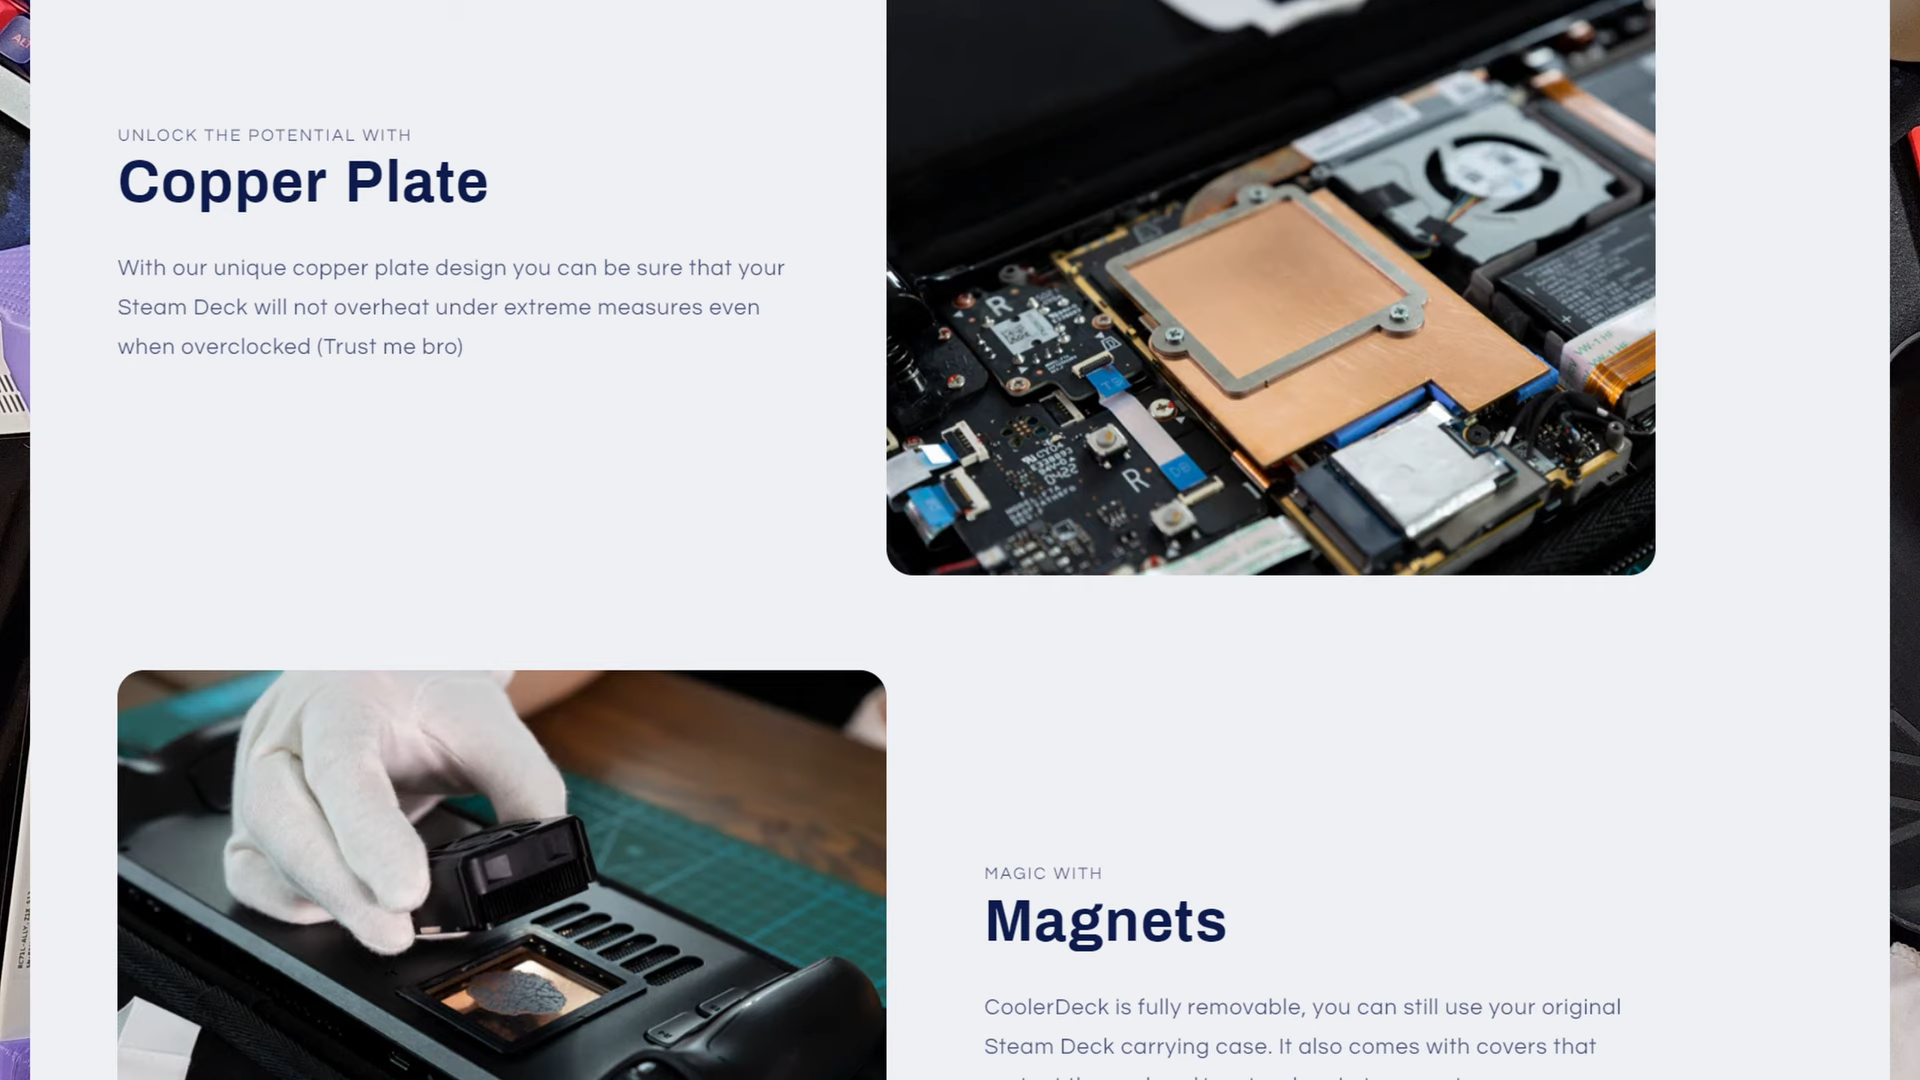 UNLOCK THE POTENTIAL WITH
Copper Plate
With our unique copper plate design you can be sure that your
Steam Deck will not overheat under extreme measures even
when overclocked (Trust me bro)
R
R
MAGIC WITH
Magnets
CoolerDeck is fully removable, you can still use your original
Steam Deck carrying case. It also comes with covers that